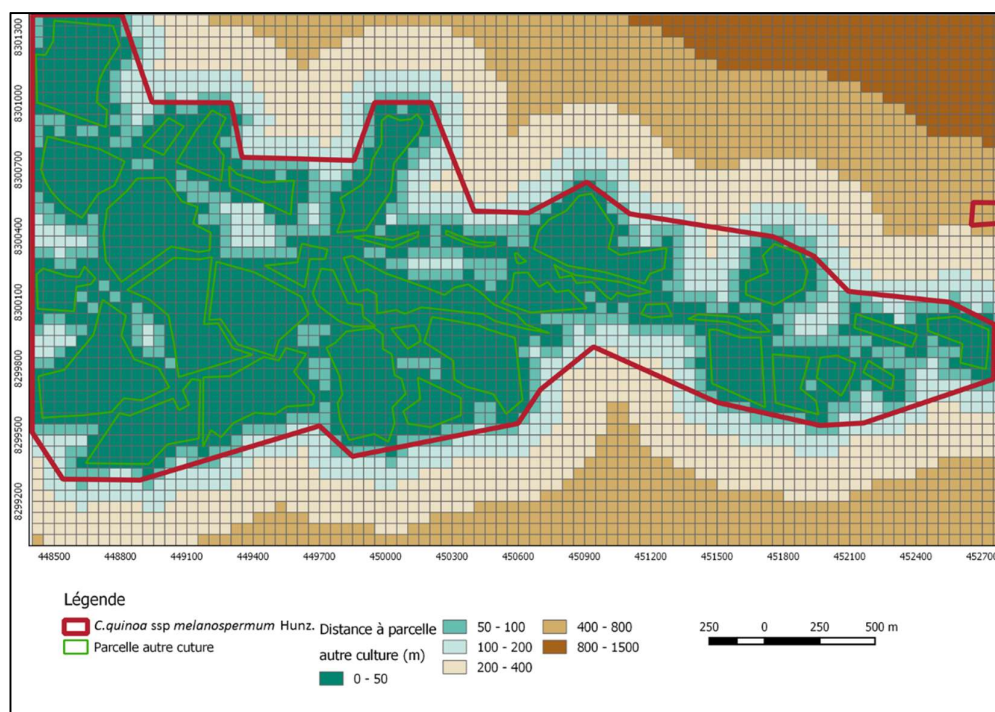 8301300
8301000
8300700
8300400
8300100
8299800
8299500
8299200
448500 448800 449100 449400 449700 450000 450300 450600 450900 451200 451500 451800 452100 452400 452700
Légende
C.quinoa ssp melanospermum Hunz.
Parcelle autre cuture
Distance à parcelle
autre culture (m)
0 - 50
50 - 100
100 - 200
200 - 400
400 - 800
800 - 1500
250 0 250 500 m